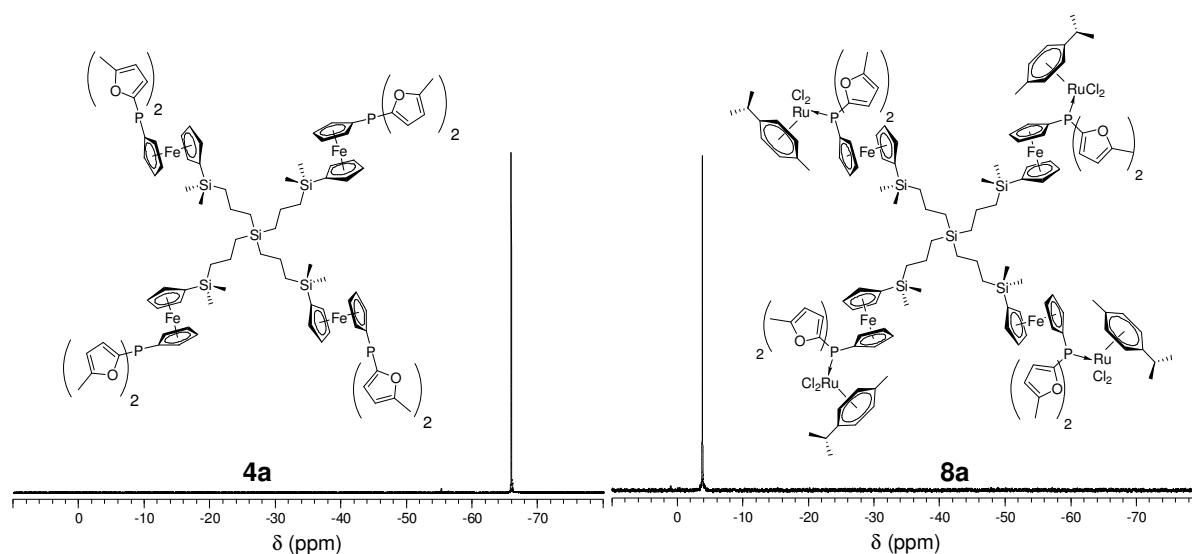 2
P
Fe
Si
O
P
O
2
Fe
Si
Si
Si
Fe
O
P
O
2
Si
Fe
P
O
O
2
4a
0 -10 -20 -30 -40 -50 -60 -70
δ (ppm)
Cl2
Ru
P
O
2
Fe
Si
RuCl2
P
O
2
Fe
Si
Si
Si
Fe
O
2
P
Cl2Ru
Si
Fe
P
Ru
Cl2
O
2
8a
0 -10 -20 -30 -40 -50 -60 -70
δ (ppm)